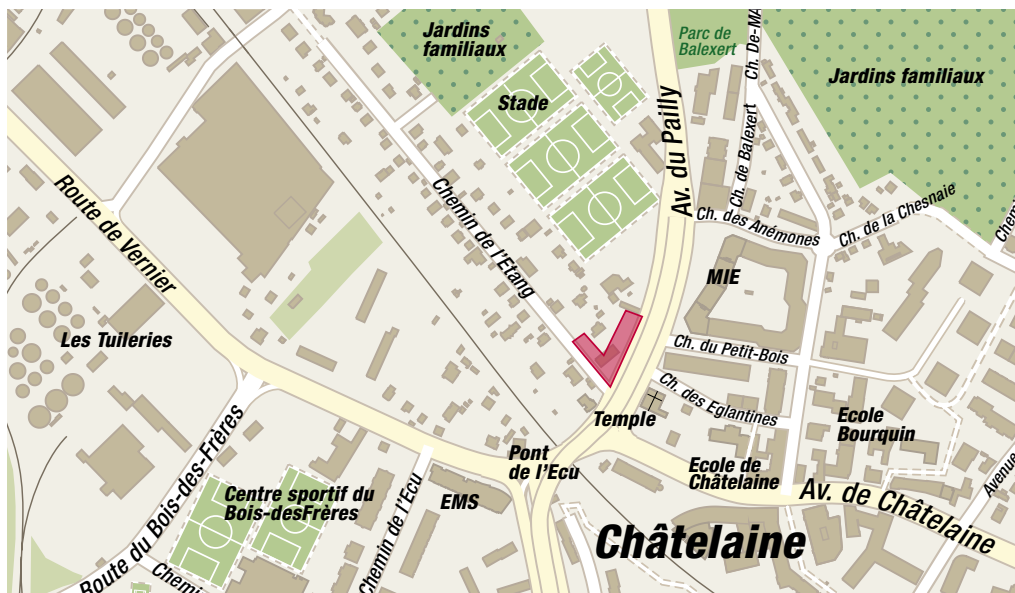 Jardins
familiaux
Parc de
Balexert
Ch. De-MA
Jardins familiaux
Stade
Av. du Pailly
Ch. de Balexert
Chemin de l'Etang
Route de Vernier
Ch. des Anémones
Ch. de la Chesnaie
Chemi
MIE
Les Tuileries
Ch. du Petit-Bois
Ch. des Eglantines
Temple
Ecole
Bourquin
Pont
de l'Ecu
Ecole de
Châtelaine
Route du Bois-des-Frères
Centre sportif du
Bois-desFrères
Chemin de l'Ecu
EMS
Av. de Châtelaine
Avenue
Châtelaine
Chemi